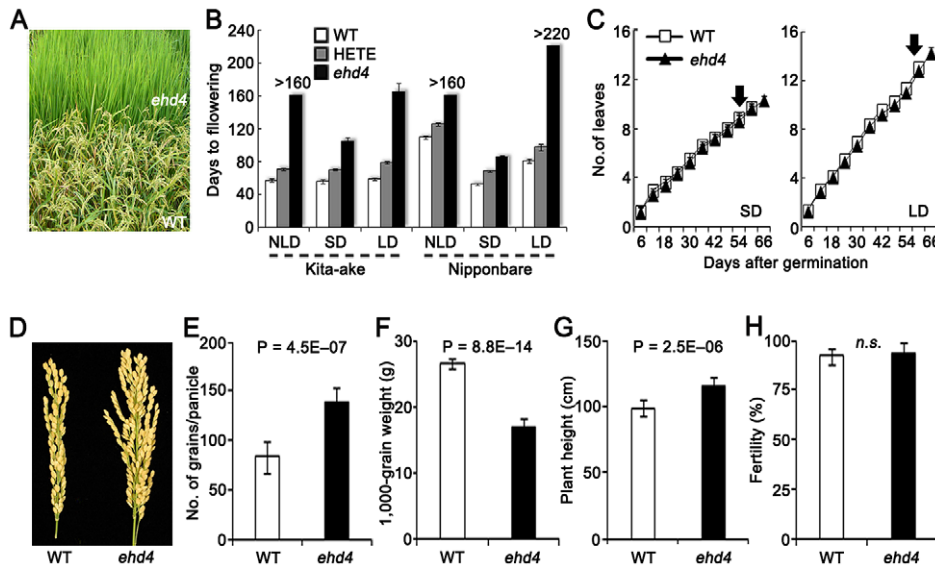 A
ehd4
WT
B
Days to filowering
240
200
160
120
80
40
0
WT
HETE
ehd4
>160
>160
>220
NLD SD LD NLD SD LD
Kita-ake Nipponbare
C
No.of leaves
16
12
8
4
0
WT
ehd4
SD
6 18 30 42 54 66
16
12
8
4
0
LD
6 18 30 42 54 66
Days after germination
D
WT ehd4
E
No. of grains/panicle
200
150
100
50
0
P = 4.5E–07
WT ehd4
F
1,000-grain weight (g)
30
20
10
0
P = 8.8E–14
WT ehd4
G
Plant height (cm)
150
100
50
0
P = 2.5E–06
WT ehd4
H
Fertility (%)
100
75
50
25
0
n.s.
WT ehd4